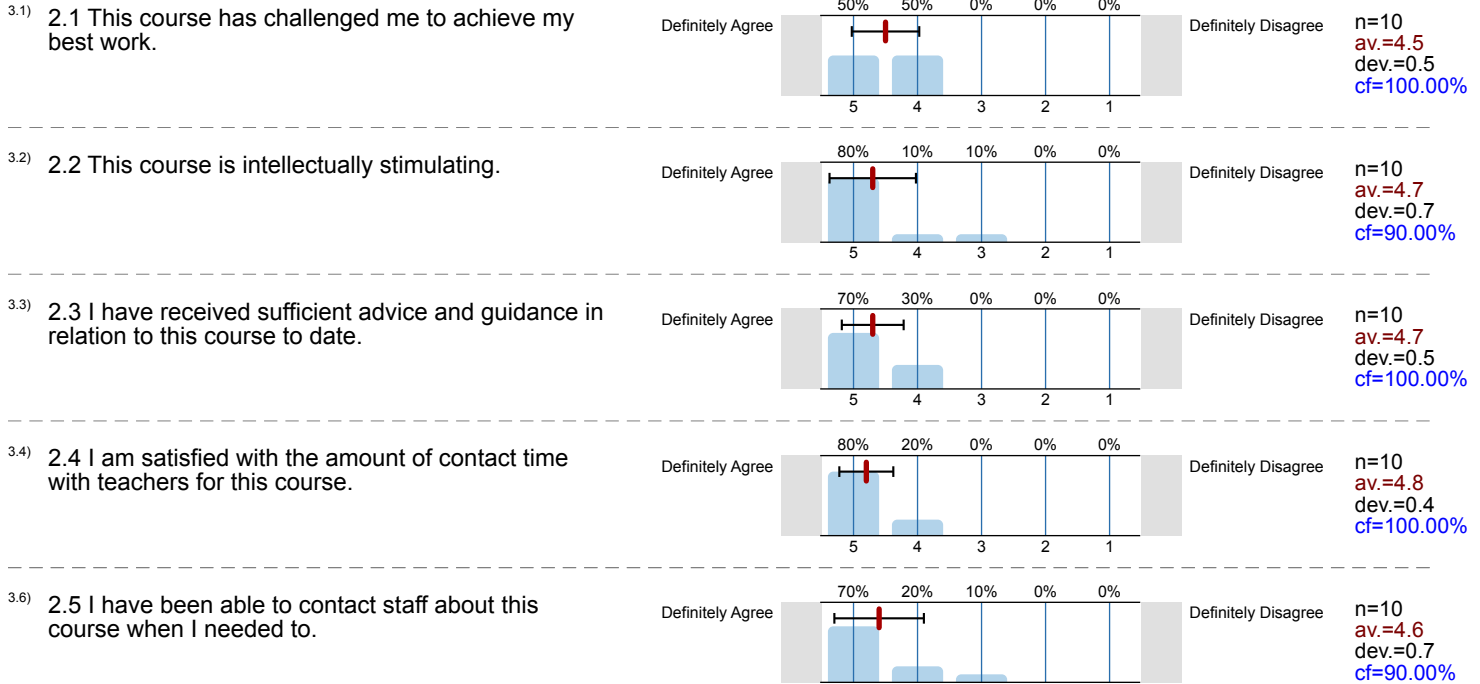 50% 50% 0% 0% 0%
3.1) 2.1 This course has challenged me to achieve my
best work.
Definitely Agree
Definitely Disagree
n=10
av.=4.5
dev.=0.5
cf=100.00%
5 4 3 2 1
80% 10% 10% 0% 0%
3.2) 2.2 This course is intellectually stimulating.
Definitely Agree
Definitely Disagree
n=10
av.=4.7
dev.=0.7
cf=90.00%
5 4 3 2 1
70% 30% 0% 0% 0%
3.3) 2.3 I have received sufficient advice and guidance in
relation to this course to date.
Definitely Agree
Definitely Disagree
n=10
av.=4.7
dev.=0.5
cf=100.00%
5 4 3 2 1
80% 20% 0% 0% 0%
3.4) 2.4 I am satisfied with the amount of contact time
with teachers for this course.
Definitely Agree
Definitely Disagree
n=10
av.=4.8
dev.=0.4
cf=100.00%
5 4 3 2 1
70% 20% 10% 0% 0%
3.6) 2.5 I have been able to contact staff about this
course when I needed to.
Definitely Agree
Definitely Disagree
n=10
av.=4.6
dev.=0.7
cf=90.00%